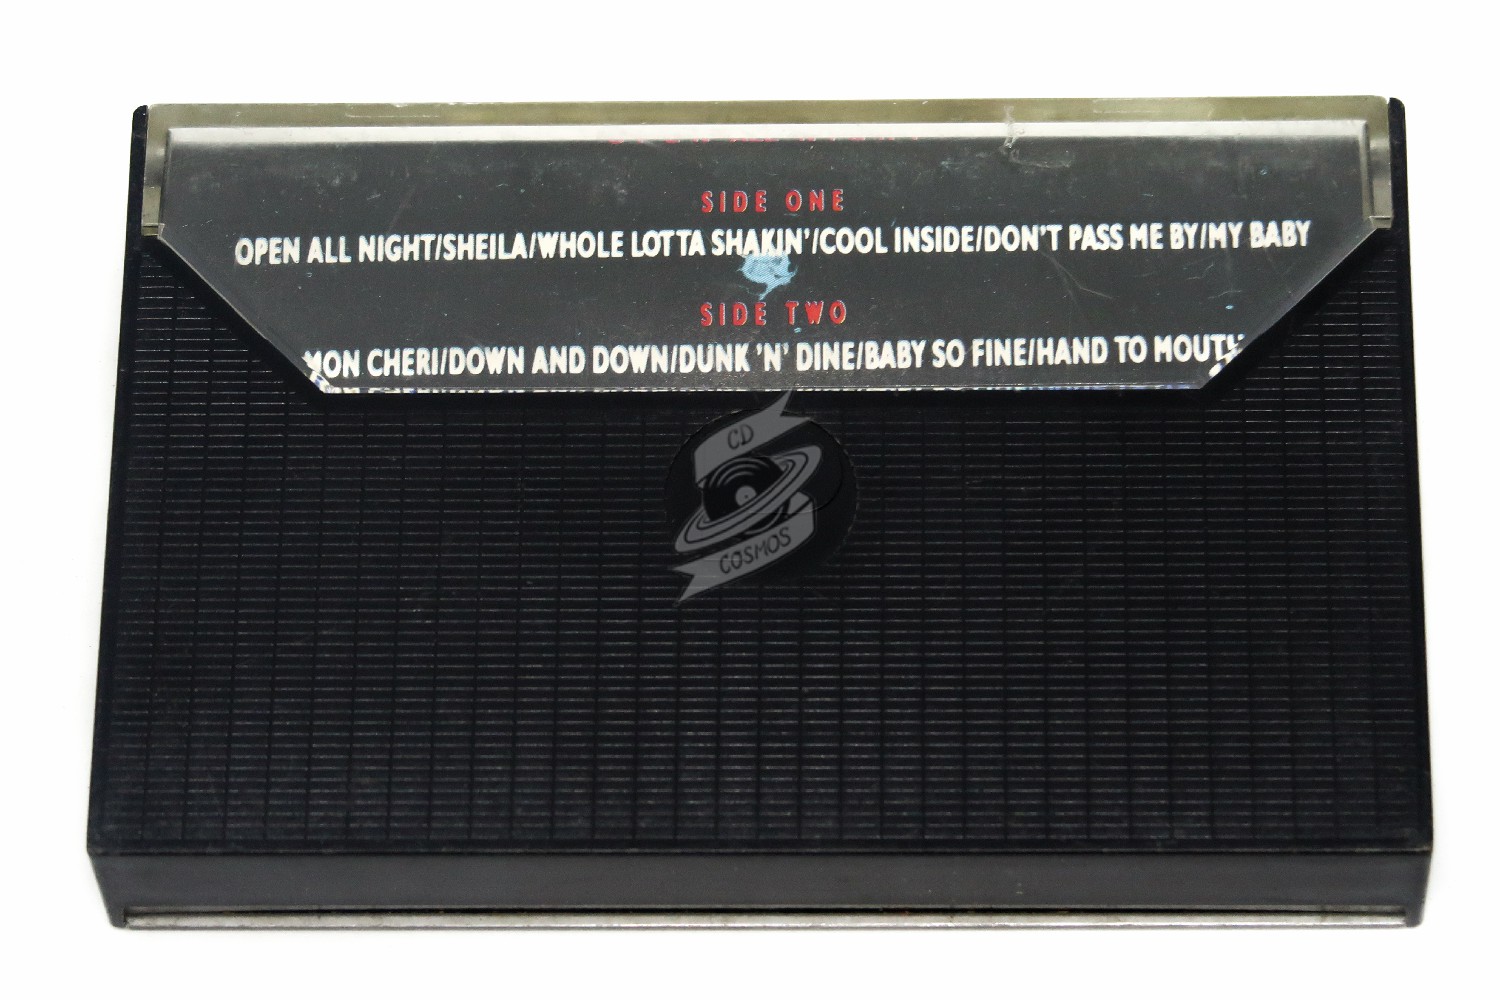 SIDE ONE
OPEN ALL NIGHT/SHEILA/WHOLE LOTTA SHAKIN'/COOL INSIDE/DON'T PASS ME BY/MY BABY
SIDE TWO
MON CHERI/DOWN AND DOWN/DUNK 'N' DINE/BABY SO FINE/HAND TO MOUTH
CD
COSMOS